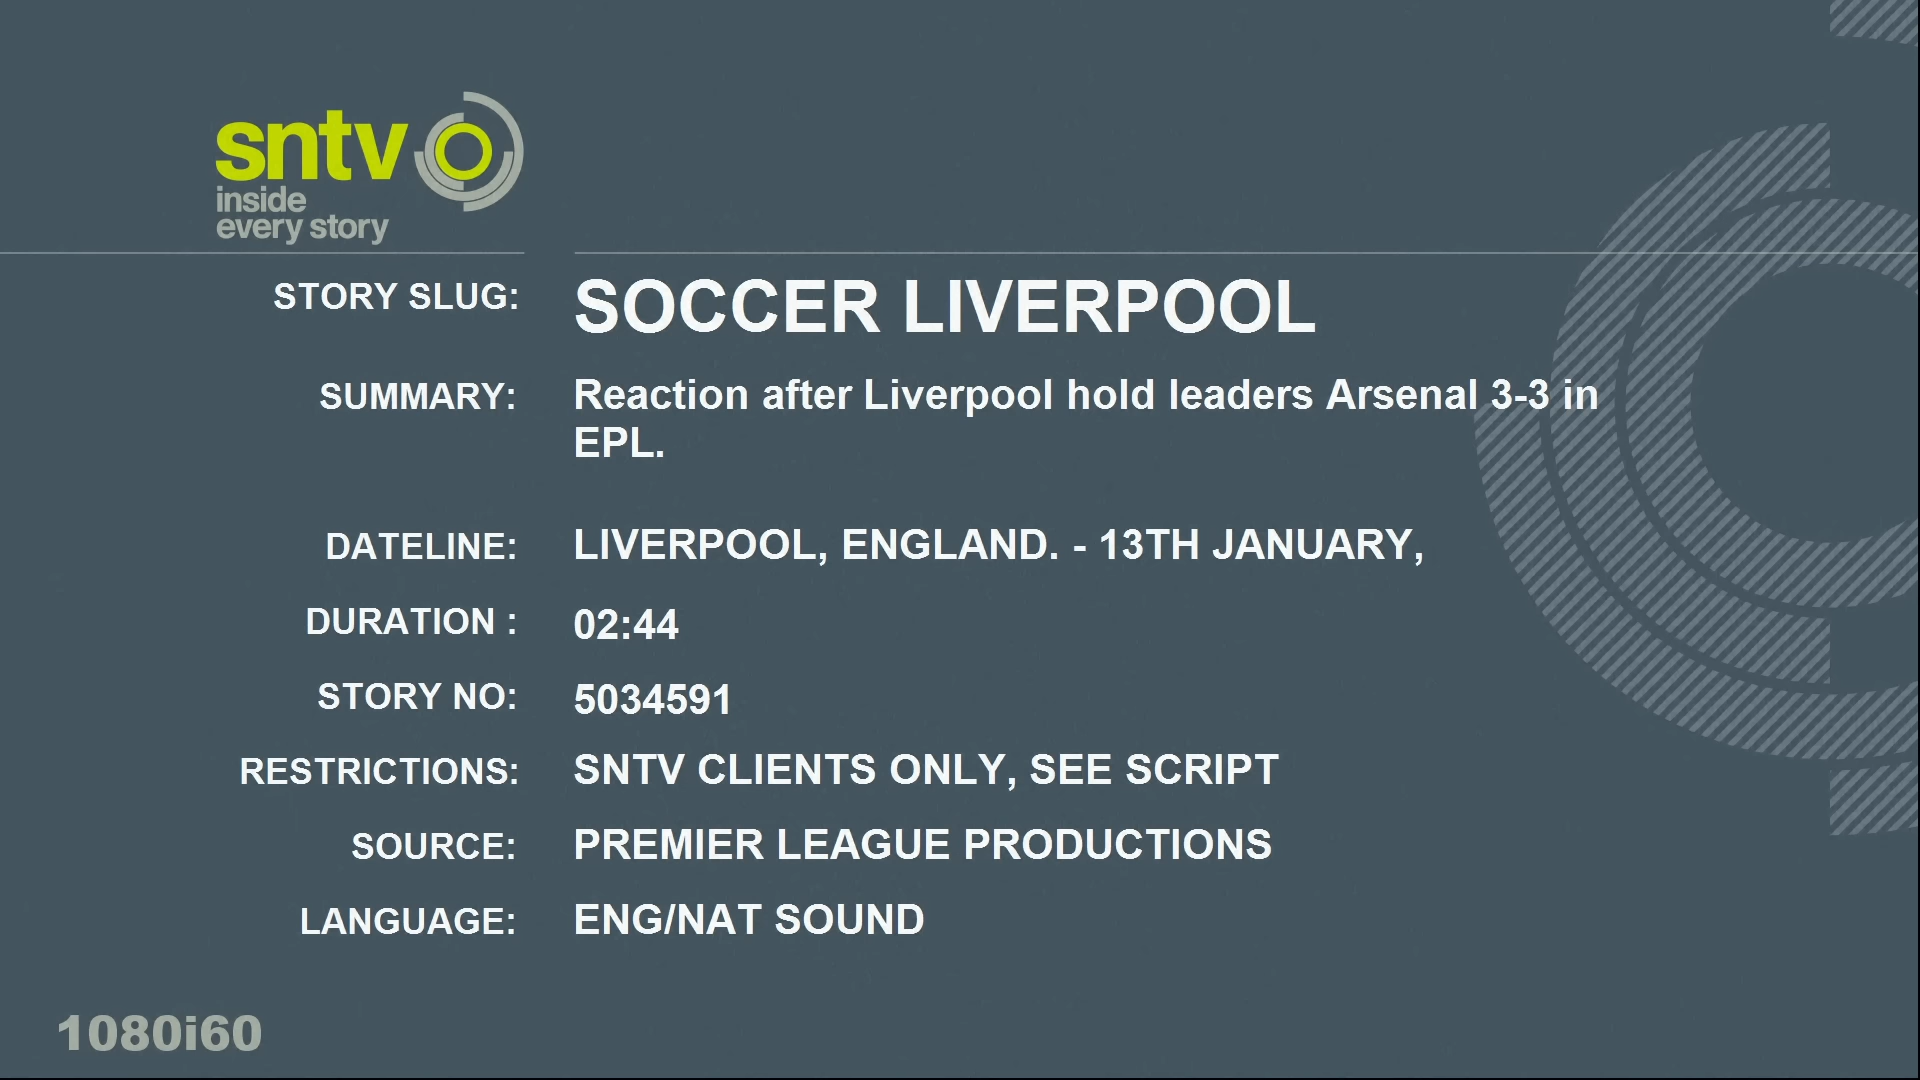 sntv
inside
every story
STORY SLUG: SOCCER LIVERPOOL
SUMMARY: Reaction after Liverpool hold leaders Arsenal 3-3 in
EPL.
DATELINE: LIVERPOOL, ENGLAND. - 13TH JANUARY,
DURATION : 02:44
STORY NO: 5034591
RESTRICTIONS: SNTV CLIENTS ONLY, SEE SCRIPT
SOURCE: PREMIER LEAGUE PRODUCTIONS
LANGUAGE: ENG/NAT SOUND
1080i60